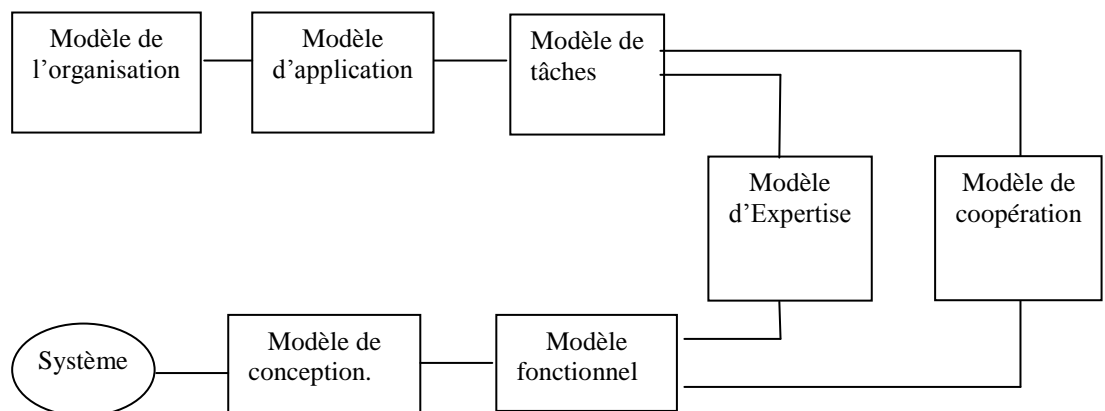 Modèle de
l’organisation
Modèle
d’application
Modèle de
tâches
Modèle
d’Expertise
Modèle de
coopération
Système
Modèle de
conception.
Modèle
fonctionnel